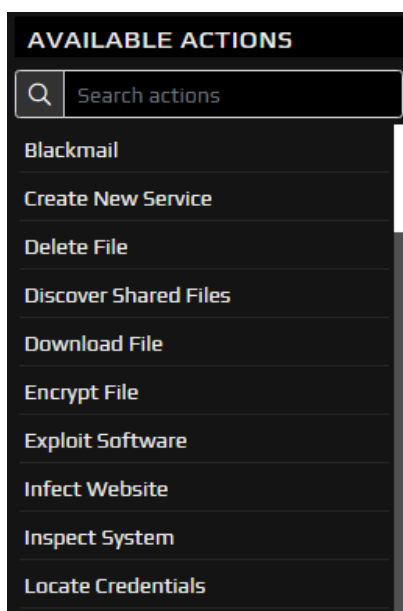 AVAILABLE ACTIONS
Search actions
Blackmail
Create New Service
Delete File
Discover Shared Files
Download File
Encrypt File
Exploit Software
Infect Website
Inspect System
Locate Credentials